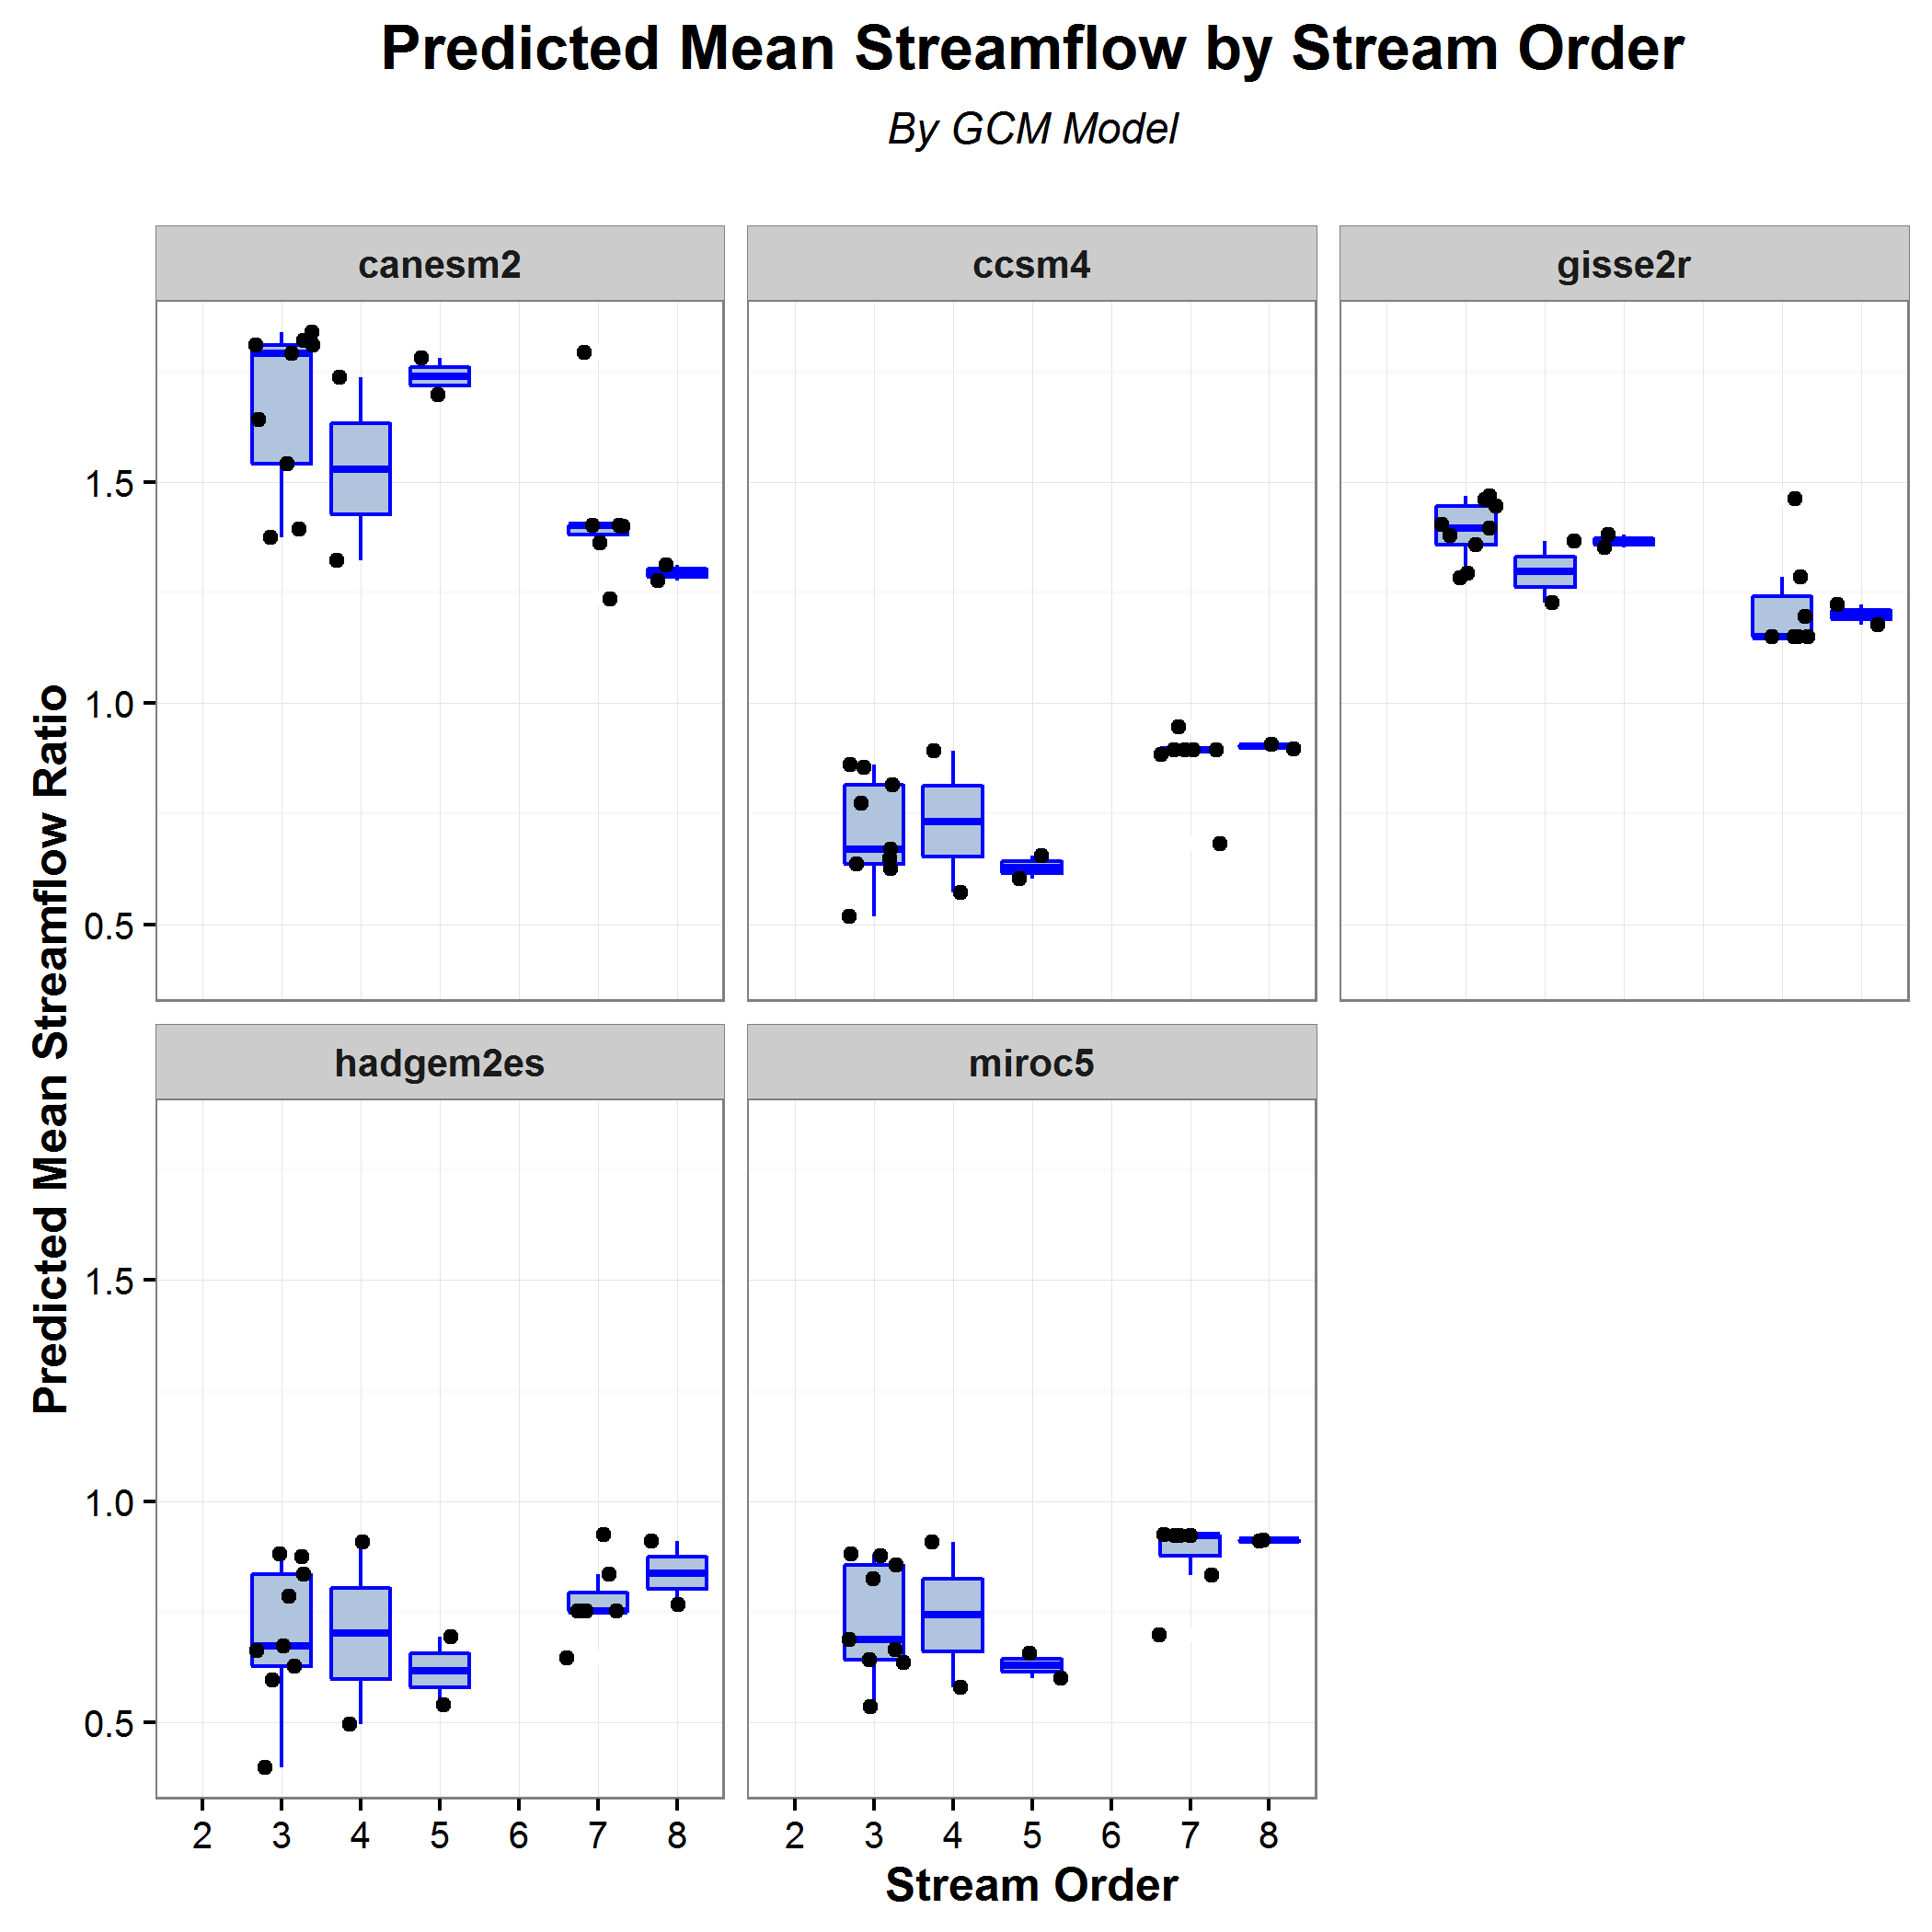 Predicted Mean Streamflow by Stream Order
By GCM Model
canesm2
ccsm4
gisse2r
1.5
1.0
0.5
Predicted Mean Streamflow Ratio
hadgem2es
miroc5
1.5
1.0
0.5
2 3 4 5 6 7 8
2 3 4 5 6 7 8
Stream Order